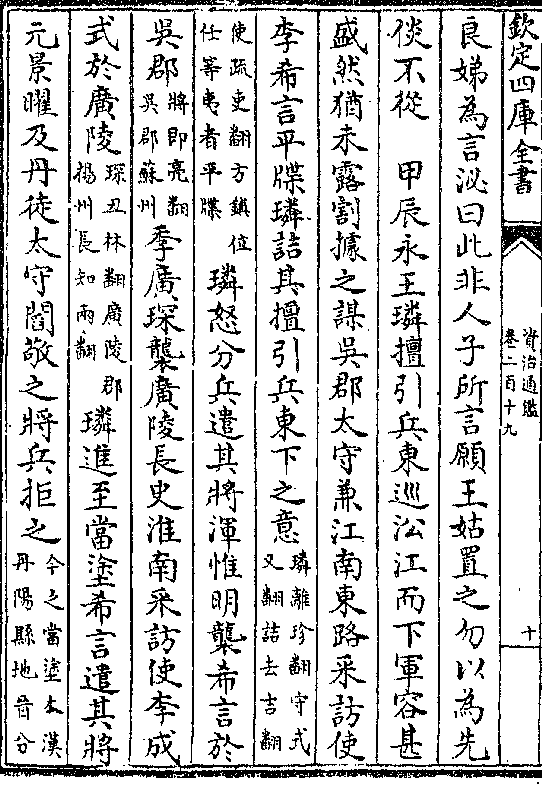 欽定四庫全書
資治通鑑
卷二百十九
十
良娣為言泌曰此非人子所言願王姑置之勿以為先
倓不從　甲辰永王璘擅引兵東巡㳂江而下軍容甚
盛然猶未露割據之謀吳郡太守兼江南東路采訪使
李希言平牒璘詰其擅引兵東下之意璘離珍翻守式又翻詰去吉翻
使疏吏翻方鎮位任等夷者平牒璘怒分兵遣其將渾惟明襲希言於
吳郡將即亮翻吳郡蘇州季廣琛襲廣陵長史淮南采訪使李成
式於廣陵琛丑林翻廣陵郡揚州長知兩翻璘進至當塗希言遣其將
元景曜及丹徒太守閻敬之將兵拒之今之當塗本漢丹陽縣地晉分